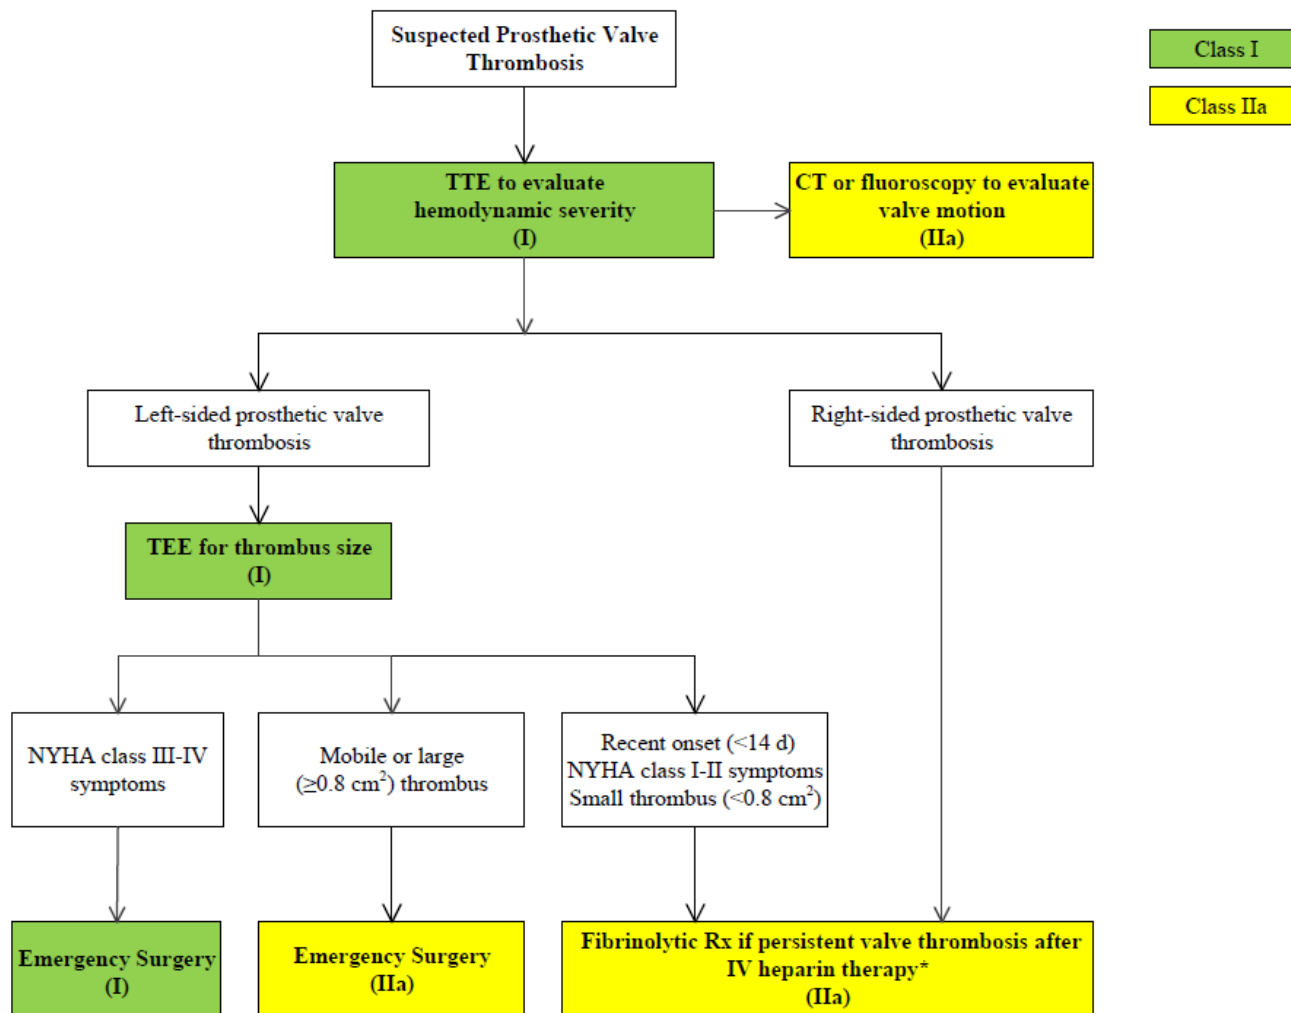 Suspected Prosthetic Valve
Thrombosis
Class I
Class IIa
TTE to evaluate
hemodynamic severity
(I)
CT or fluoroscopy to evaluate
valve motion
(IIa)
Left-sided prosthetic valve
thrombosis
Right-sided prosthetic valve
thrombosis
TEE for thrombus size
(I)
NYHA class III-IV
symptoms
Mobile or large
(≥0.8 cm²) thrombus
Recent onset (<14 d)
NYHA class I-II symptoms
Small thrombus (<0.8 cm²)
Emergency Surgery
(I)
Emergency Surgery
(IIa)
Fibrinolytic Rx if persistent valve thrombosis after
IV heparin therapy*
(IIa)